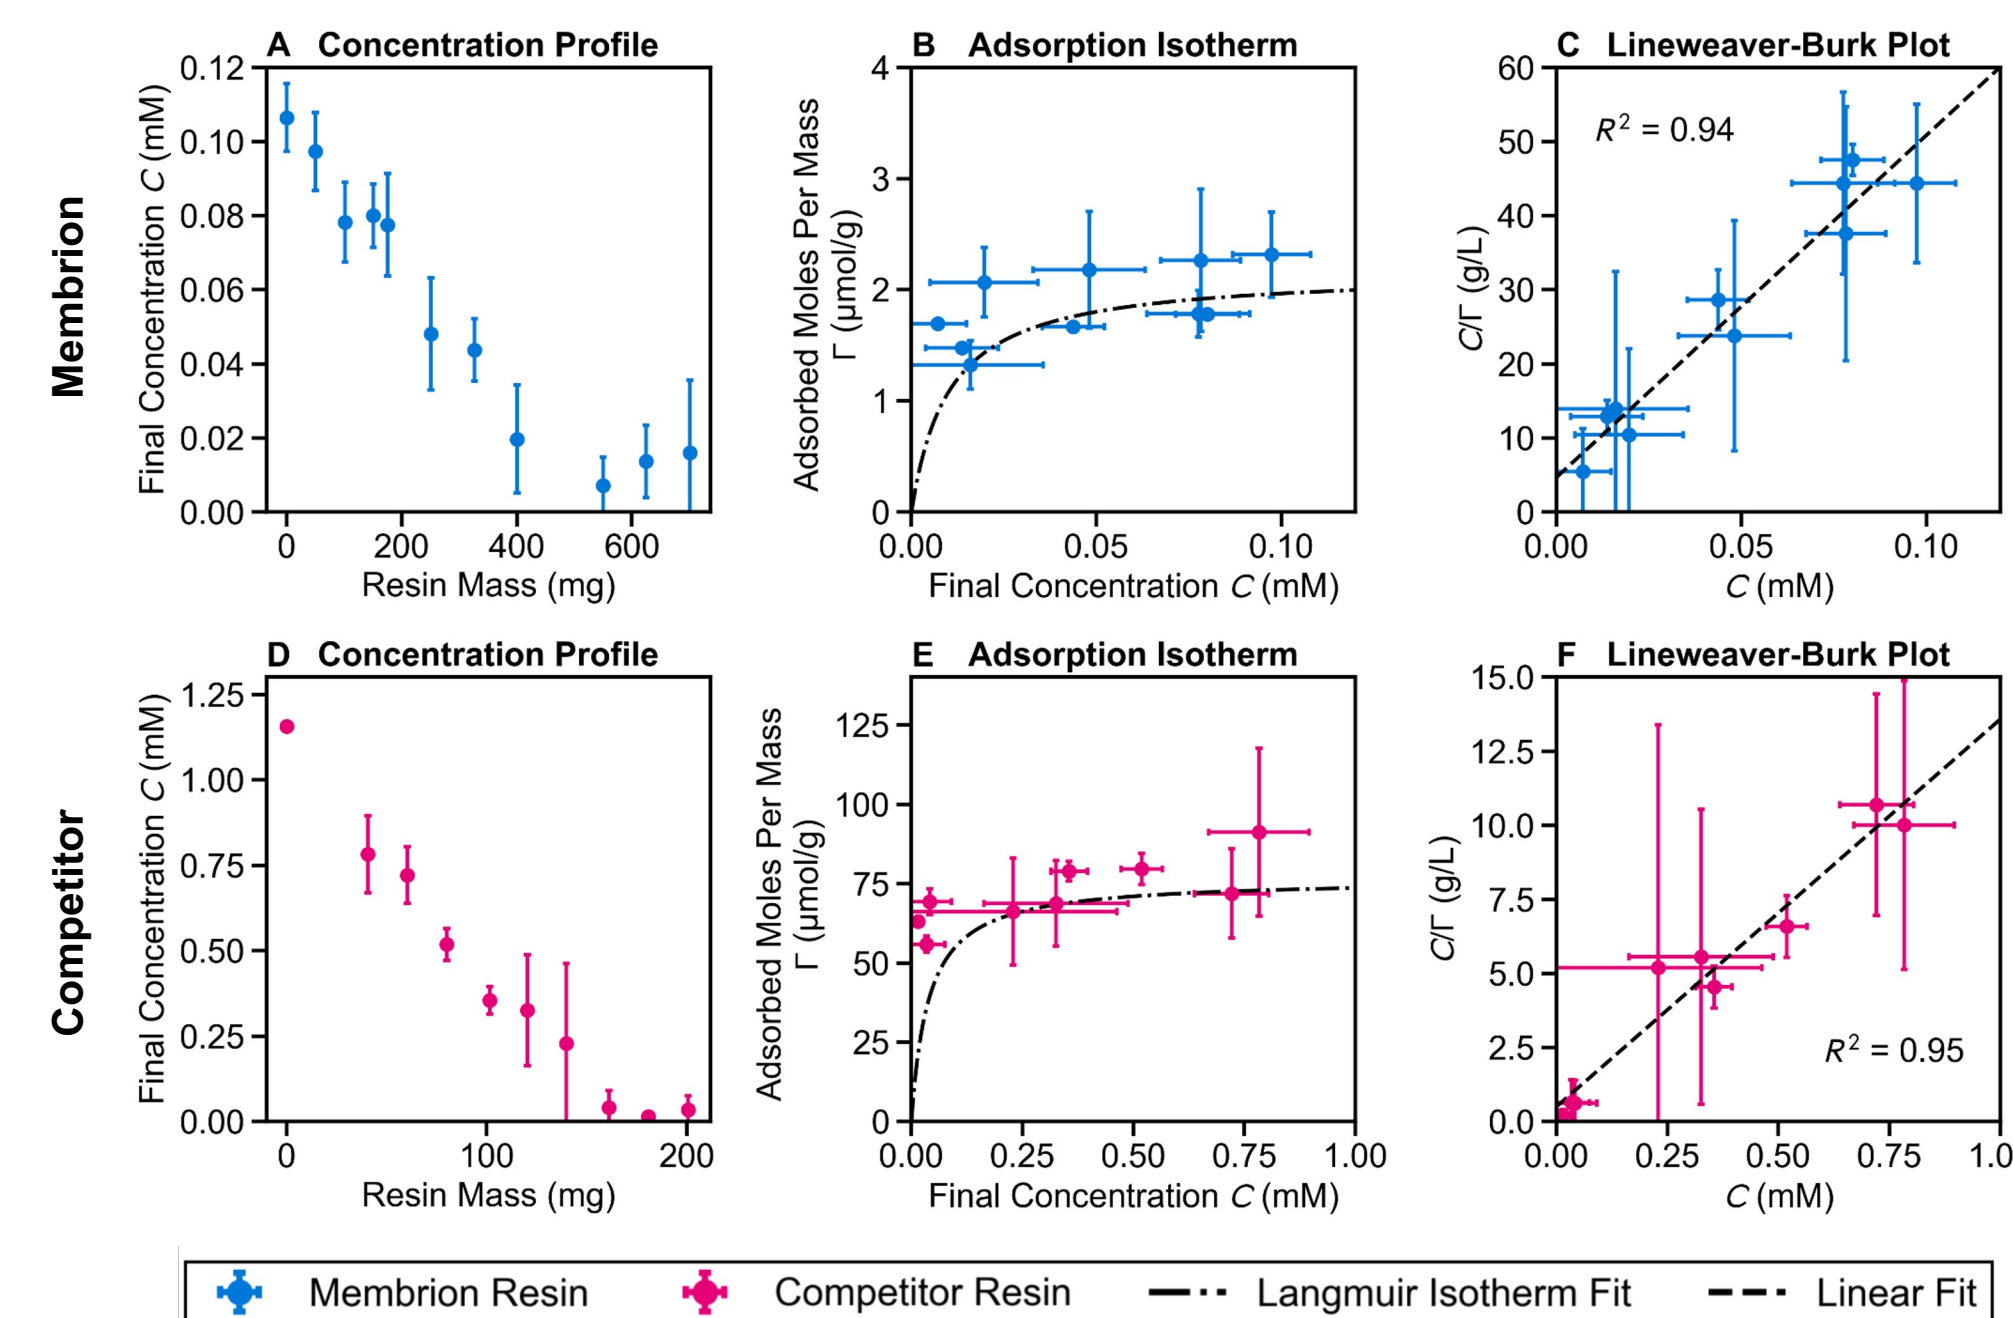 Membrion
A Concentration Profile
Final Concentration C (mM)
0.12
0.10
0.08
0.06
0.04
0.02
0.00
0 200 400 600
Resin Mass (mg)
B Adsorption Isotherm
Adsorbed Moles Per Mass
Γ (μmol/g)
4
3
2
1
0
0.00 0.05 0.10
Final Concentration C (mM)
C Lineweaver-Burk Plot
C/Γ (g/L)
60
50
40
30
20
10
0
R² = 0.94
0.00 0.05 0.10
C (mM)
Competitor
D Concentration Profile
Final Concentration C (mM)
1.25
1.00
0.75
0.50
0.25
0.00
0 100 200
Resin Mass (mg)
E Adsorption Isotherm
Adsorbed Moles Per Mass
Γ (μmol/g)
125
100
75
50
25
0
0.00 0.25 0.50 0.75 1.00
Final Concentration C (mM)
F Lineweaver-Burk Plot
C/Γ (g/L)
15.0
12.5
10.0
7.5
5.0
2.5
0.0
R² = 0.95
0.00 0.25 0.50 0.75 1.0
C (mM)
Membrion Resin Competitor Resin Langmuir Isotherm Fit Linear Fit